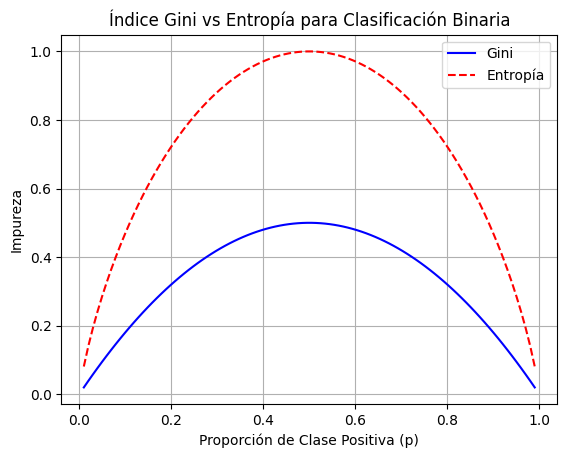 Índice Gini vs Entropía para Clasificación Binaria
Gini
Entropía
Impureza
1.0
0.8
0.6
0.4
0.2
0.0
0.0 0.2 0.4 0.6 0.8 1.0
Proporción de Clase Positiva (p)